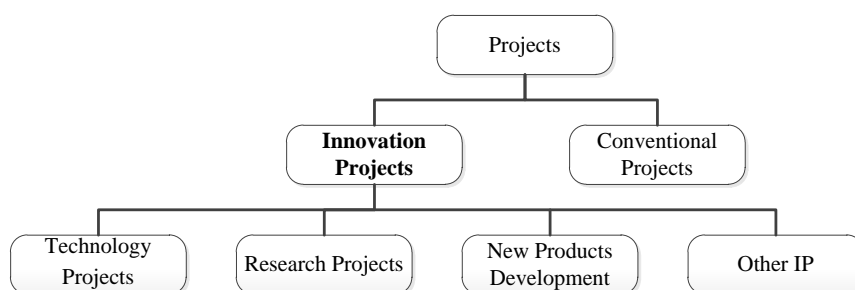 Projects
Innovation
Projects
Conventional
Projects
Technology
Projects
Research Projects
New Products
Development
Other IP